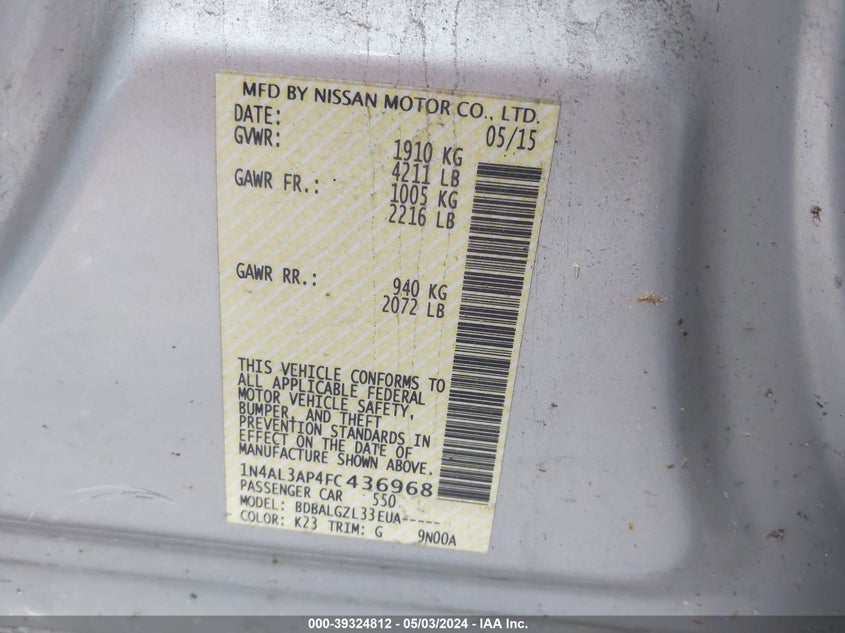 MFD BY NISSAN MOTOR CO., LTD.
DATE: 05/15
GVWR: 1910 KG
4211 LB
GAWR FR.: 1005 KG
2216 LB
GAWR RR.: 940 KG
2072 LB
THIS VEHICLE CONFORMS TO
ALL APPLICABLE FEDERAL
MOTOR VEHICLE SAFETY,
BUMPER, AND THEFT
PREVENTION STANDARDS IN
EFFECT ON THE DATE OF
MANUFACTURE SHOWN ABOVE.
1N4AL3AP4FC436968
PASSENGER CAR 550
MODEL: BDBALGZL33EUA-----
COLOR: K23 TRIM: G 9N00A
000-39324812 - 05/03/2024 - IAA Inc.